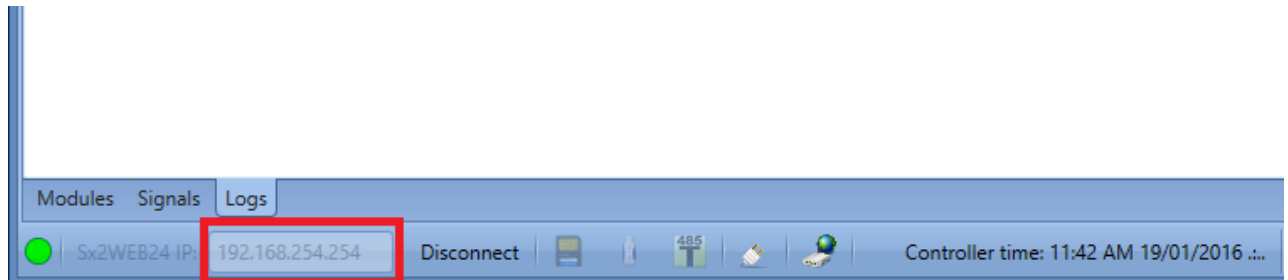 Modules Signals Logs
Sx2WEB24 IP: 192.168.254.254 Disconnect 485 Controller time: 11:42 AM 19/01/2016 .:..